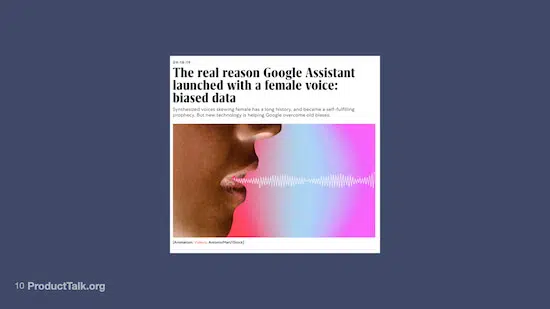 The real reason Google Assistant
launched with a female voice:
biased data
Synthesized voices skewing female has a long history, and became a self-fulfilling
prophecy. But new technology is helping Google overcome old biases.
10 ProductTalk.org